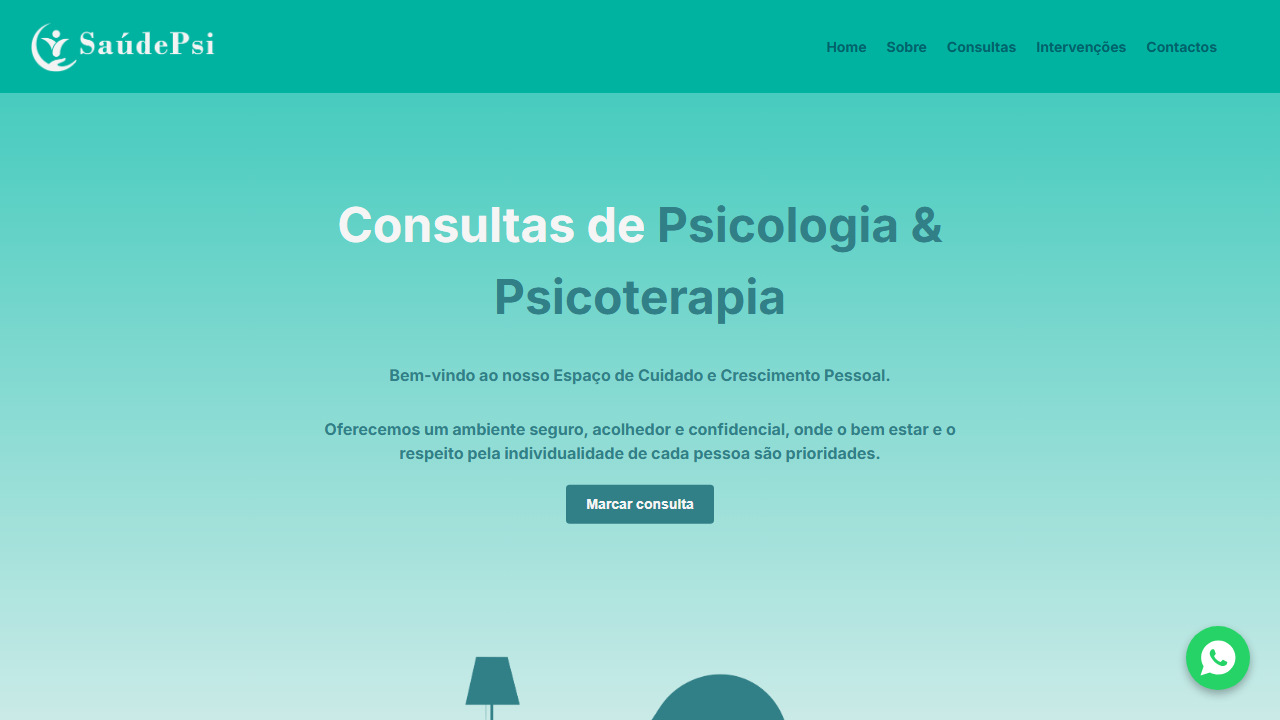 SaúdePsi
Home Sobre Consultas Intervenções Contactos
Consultas de Psicologia &
Psicoterapia
Bem-vindo ao nosso Espaço de Cuidado e Crescimento Pessoal.
Oferecemos um ambiente seguro, acolhedor e confidencial, onde o bem estar e o
respeito pela individualidade de cada pessoa são prioridades.
Marcar consulta